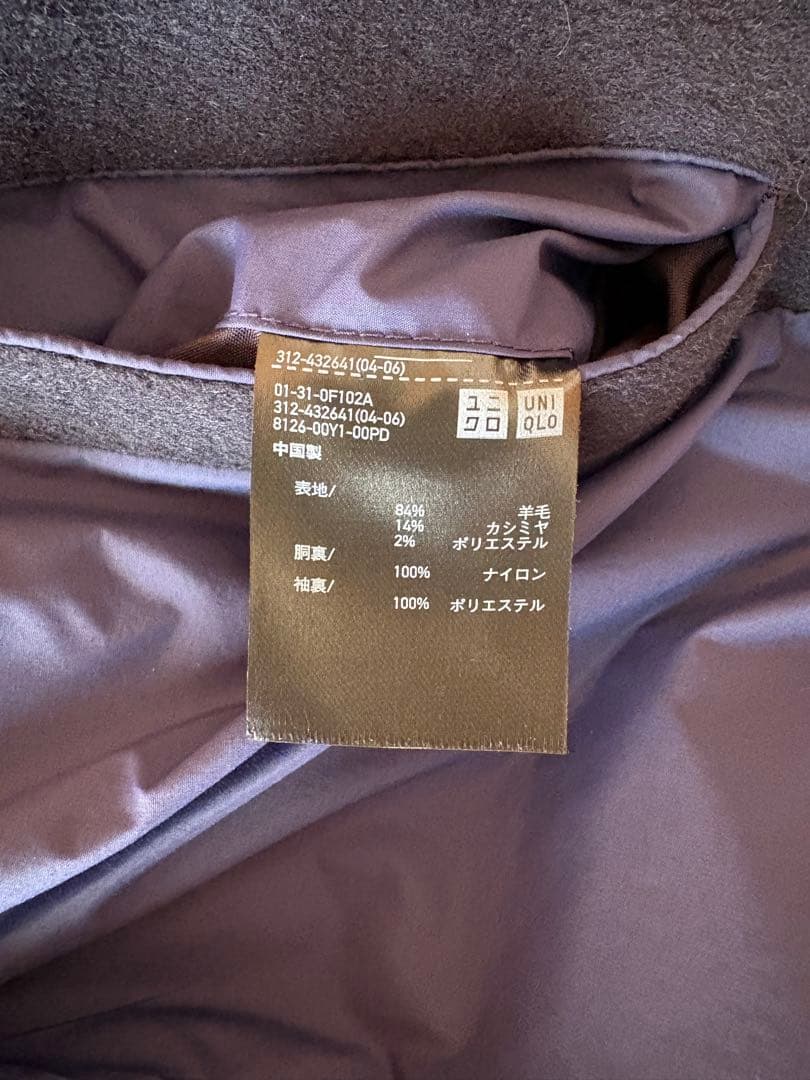 312-432641(04-06)
01-31-0F102A
312-432641(04-06)
8126-00Y1-00PD
ユニ
クロ
UNI
QLO
中国製
表地/
84% 羊毛
14% カシミヤ
2% ポリエステル
胴裏/
100% ナイロン
袖裏/
100% ポリエステル